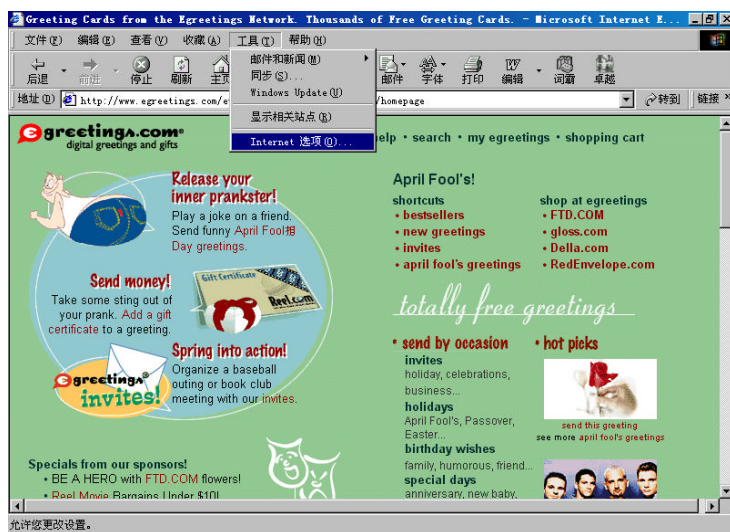 Greeting Cards from the Egreetings Network. Thousands of Free Greeting Cards. - Microsoft Internet E...
文件(F) 编辑(E) 查看(V) 收藏(A) 工具(T) 帮助(H)
后退 前进 停止 刷新 主页 邮件 字体 打印 编辑 词霸 卓越
邮件和新闻(M)
同步(S)...
Windows Update(U)
显示相关站点(R)
Internet 选项(O)...
地址(D) http://www.egreetings.com/e /homepage 转到 链接 »
egreetings.com®
digital greetings and gifts
help • search • my egreetings • shopping cart
Release your
inner prankster!
Play a joke on a friend.
Send funny April Fool相
Day greetings.
Send money!
Take some sting out of
your prank. Add a gift
certificate to a greeting.
Gift Certificate
Reel.com
Spring into action!
Organize a baseball
outing or book club
meeting with our invites.
egreetings®
invites!
Specials from our sponsors!
• BE A HERO with FTD.COM flowers!
• Reel Movie Bargains Under $10!
April Fool's!
shortcuts
• bestsellers
• new greetings
• invites
• april fool's greetings
shop at egreetings
• FTD.COM
• gloss.com
• Della.com
• RedEnvelope.com
totally free greetings
• send by occasion
invites
holiday, celebrations,
business...
holidays
April Fool's, Passover,
Easter...
birthday wishes
family, humorous, friend...
special days
anniversary, new baby,
• hot picks
send this greeting
see more april fool's greetings
允许您更改设置。